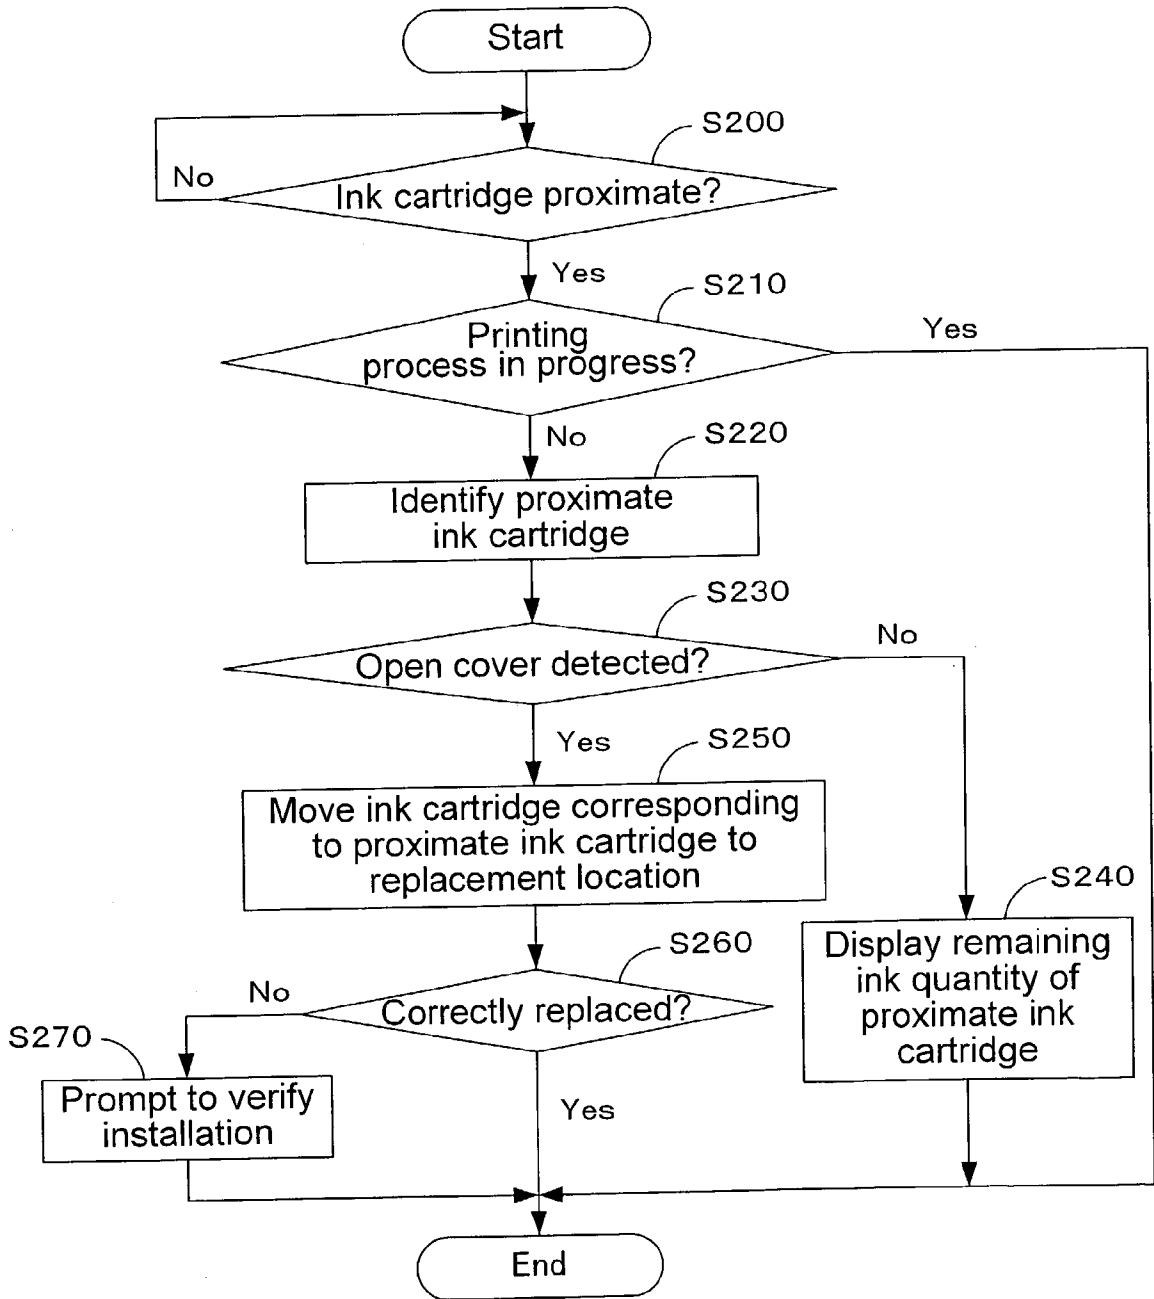 Start
S200
No
Ink cartridge proximate?
Yes
S210
Yes
Printing
process in progress?
No
S220
Identify proximate
ink cartridge
S230
No
Open cover detected?
Yes
S250
Move ink cartridge corresponding
to proximate ink cartridge to
replacement location
S240
Display remaining
ink quantity of
proximate ink
cartridge
S260
No
Correctly replaced?
S270
Prompt to verify
installation
Yes
End